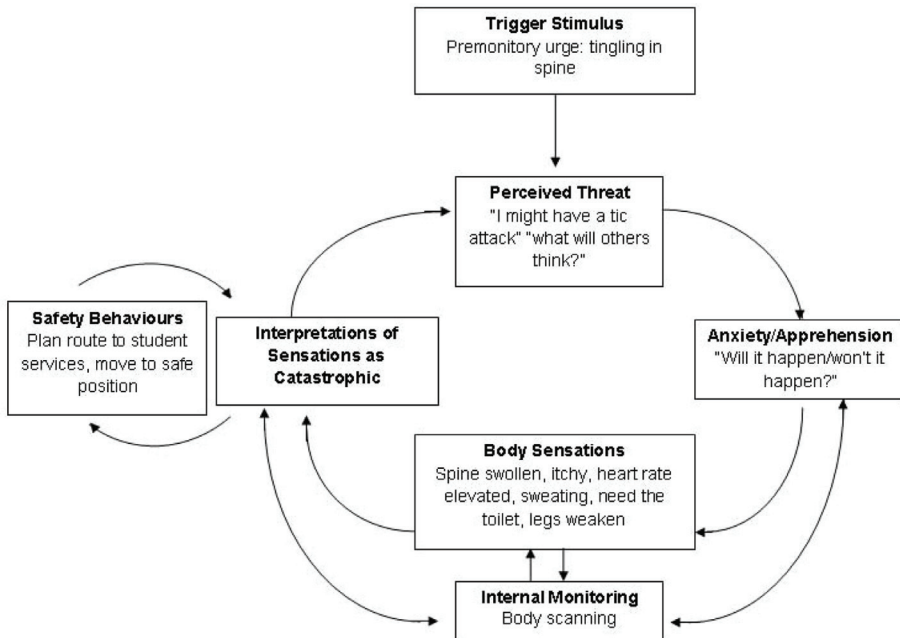 Trigger Stimulus
Premonitory urge: tingling in
spine
Perceived Threat
"I might have a tic
attack" "what will others
think?"
Safety Behaviours
Plan route to student
services, move to safe
position
Interpretations of
Sensations as
Catastrophic
Anxiety/Apprehension
"Will it happen/won't it
happen?"
Body Sensations
Spine swollen, itchy, heart rate
elevated, sweating, need the
toilet, legs weaken
Internal Monitoring
Body scanning